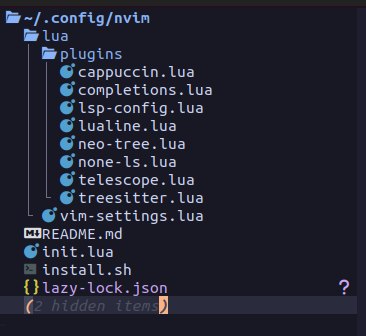 ~/.config/nvim
lua
plugins
cappuccin.lua
completions.lua
lsp-config.lua
lualine.lua
neo-tree.lua
none-ls.lua
telescope.lua
treesitter.lua
vim-settings.lua
M↓ README.md
init.lua
install.sh
{} lazy-lock.json ?
(2 hidden items)